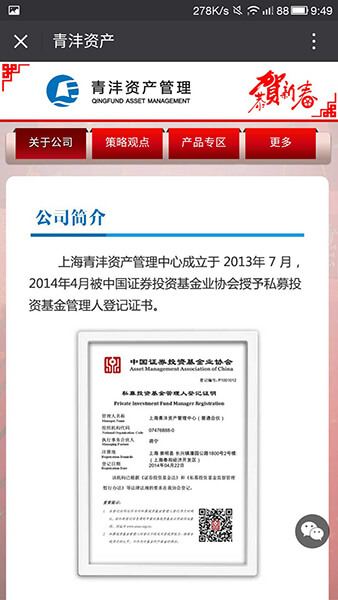 278K/s 88 9:49
青沣资产
青沣资产管理
QINGFUND ASSET MANAGEMENT
恭贺新春
关于公司 策略观点 产品专区 更多
公司简介
上海青沣资产管理中心成立于 2013年 7 月，
2014年4月被中国证券投资基金业协会授予私募投
资基金管理人登记证书。
中国证券投资基金业协会
Asset Management Association of China
登记编号:P1001012
私募投资基金管理人登记证明
Private Investment Fund Manager Registration
管理人名称 上海青沣资产管理中心（普通合伙）
Manager Name
组织机构代码 07476888-0
National Organization Code
执行事务合伙人 蒋宁
Managing Partner
注册地 上海 崇明县 长兴镇潘园公路1800号2号楼
Registration Domicile （上海泰和经济开发区）
登记日期 2014年04月22日
Registration Date
该机构已根据《证券投资基金法》和《私募投资基金监督管理
暂行办法》等法律法规的要求在我协会登记。
重要提示：